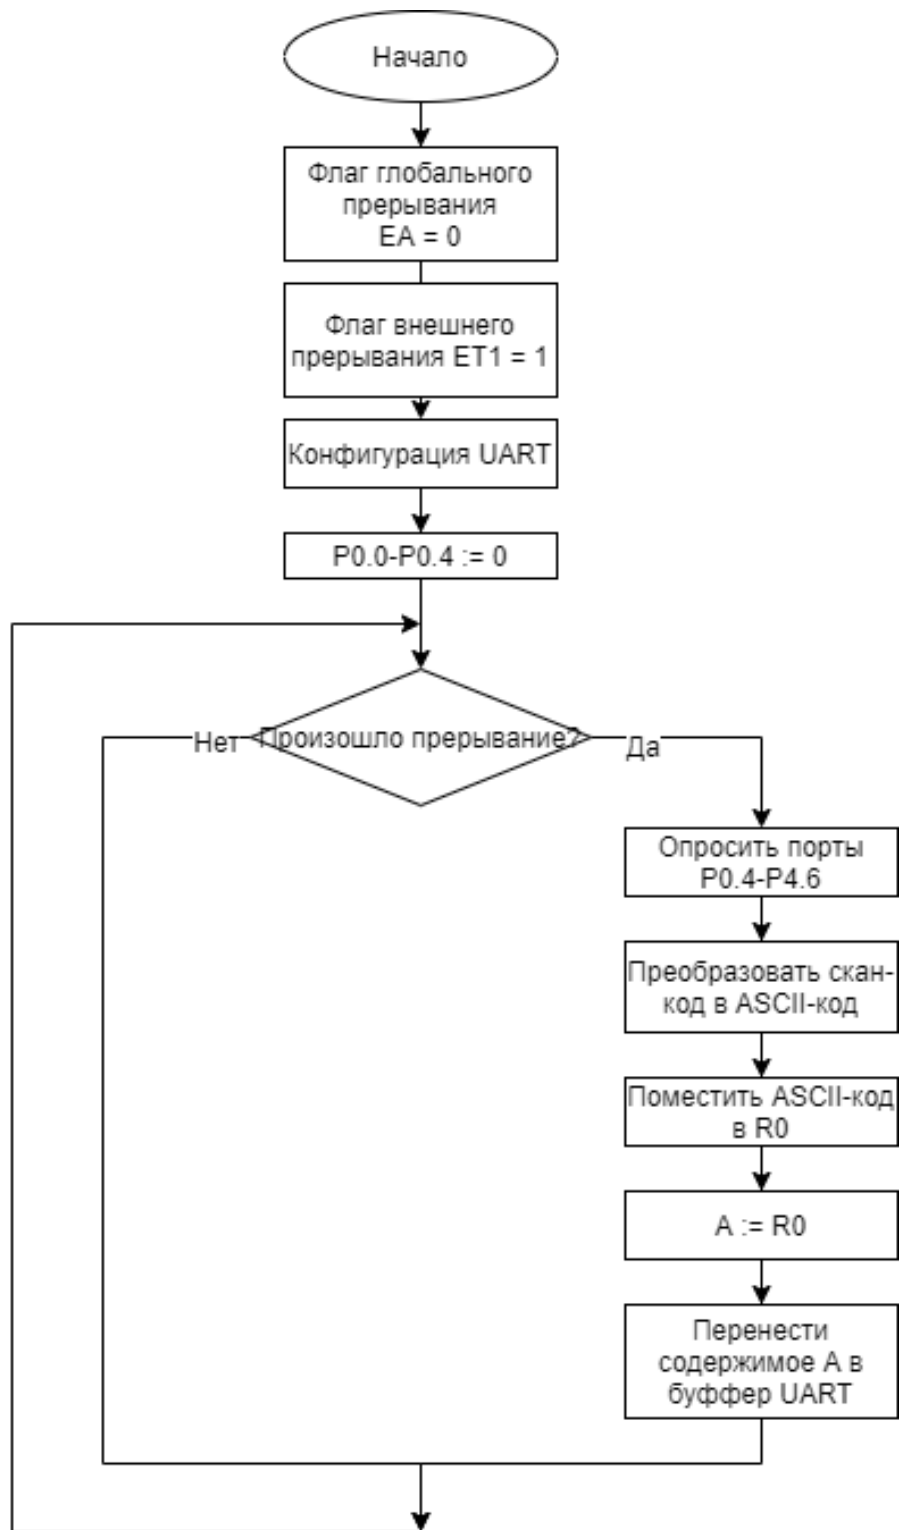 Начало
Флаг глобального
прерывания
EA = 0
Флаг внешнего
прерывания ET1 = 1
Конфигурация UART
P0.0-P0.4 := 0
Нет
Произошло прерывание?
Да
Опросить порты
P0.4-P4.6
Преобразовать скан-
код в ASCII-код
Поместить ASCII-код
в R0
A := R0
Перенести
содержимое А в
буффер UART